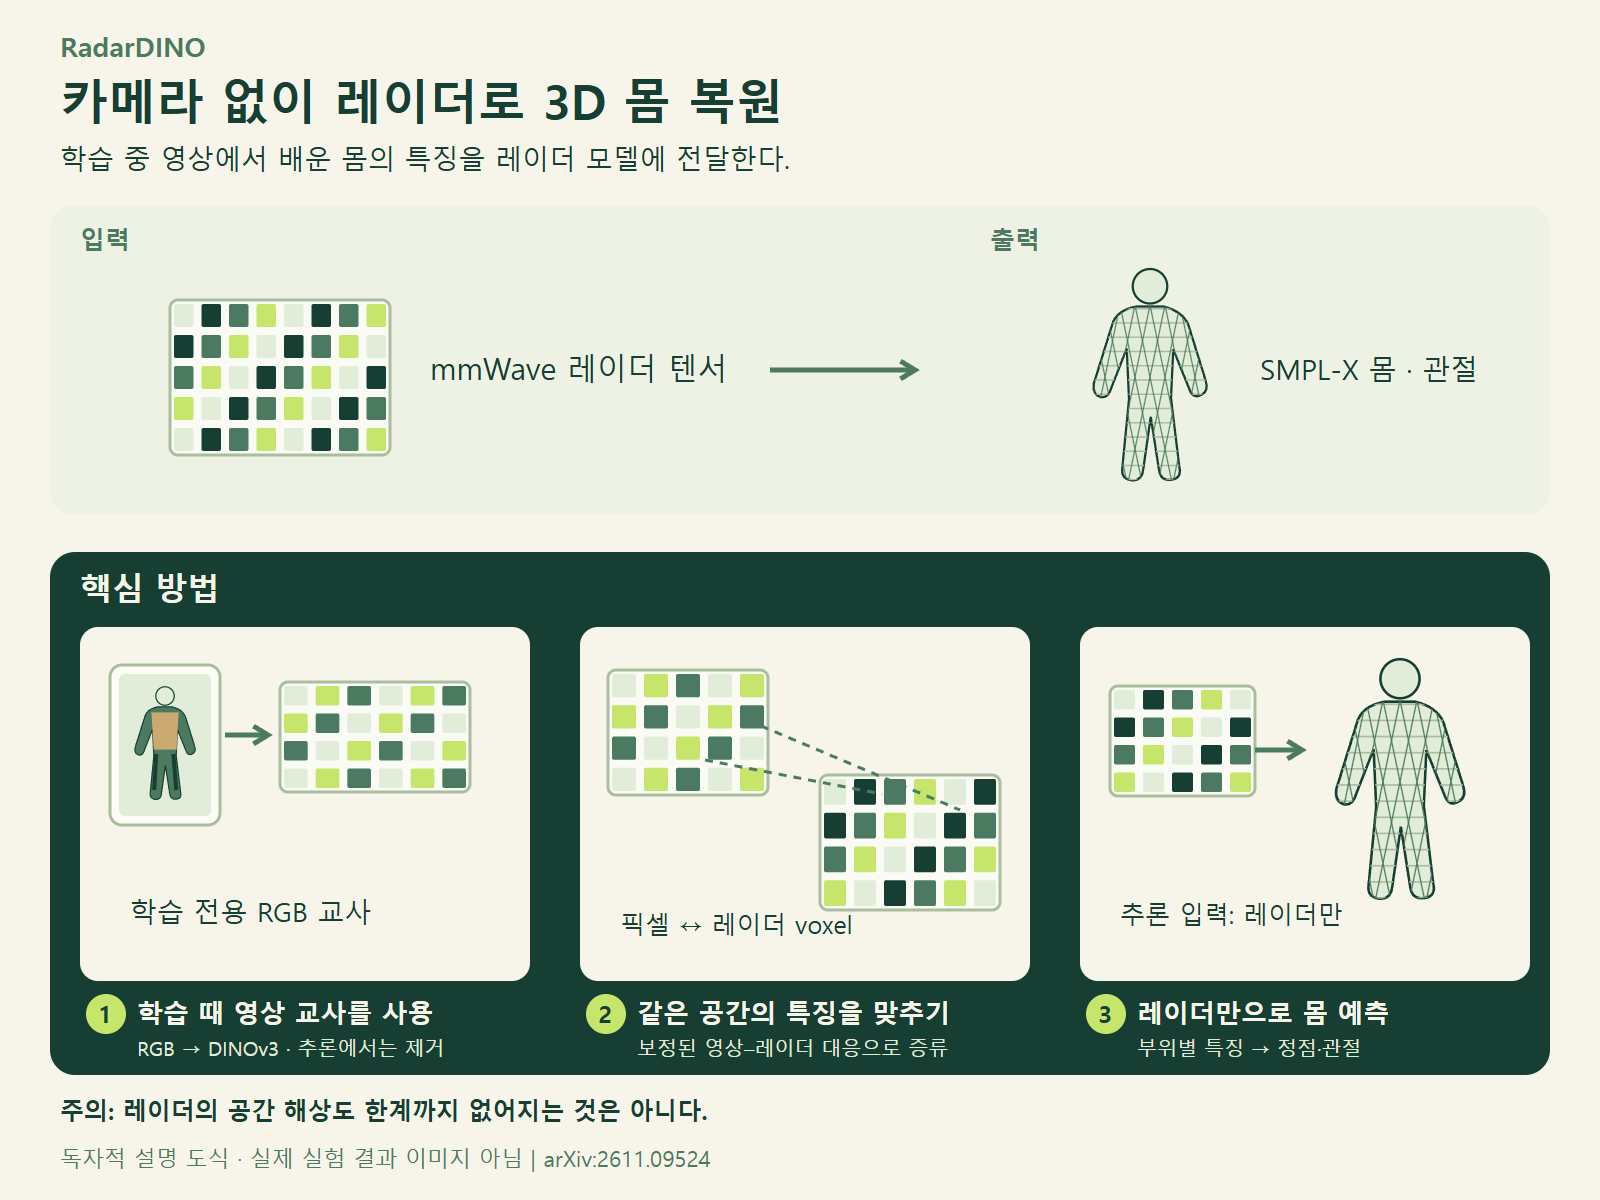 RadarDINO
카메라 없이 레이더로 3D 몸 복원
학습 중 영상에서 배운 몸의 특징을 레이더 모델에 전달한다.
입력
출력
mmWave 레이더 텐서
SMPL-X 몸 · 관절
핵심 방법
학습 전용 RGB 교사
픽셀 ↔ 레이더 voxel
추론 입력: 레이더만
1 학습 때 영상 교사를 사용
RGB → DINOv3 · 추론에서는 제거
2 같은 공간의 특징을 맞추기
보정된 영상–레이더 대응으로 증류
3 레이더만으로 몸 예측
부위별 특징 → 정점·관절
주의: 레이더의 공간 해상도 한계까지 없어지는 것은 아니다.
독자적 설명 도식 · 실제 실험 결과 이미지 아님 | arXiv:2611.09524